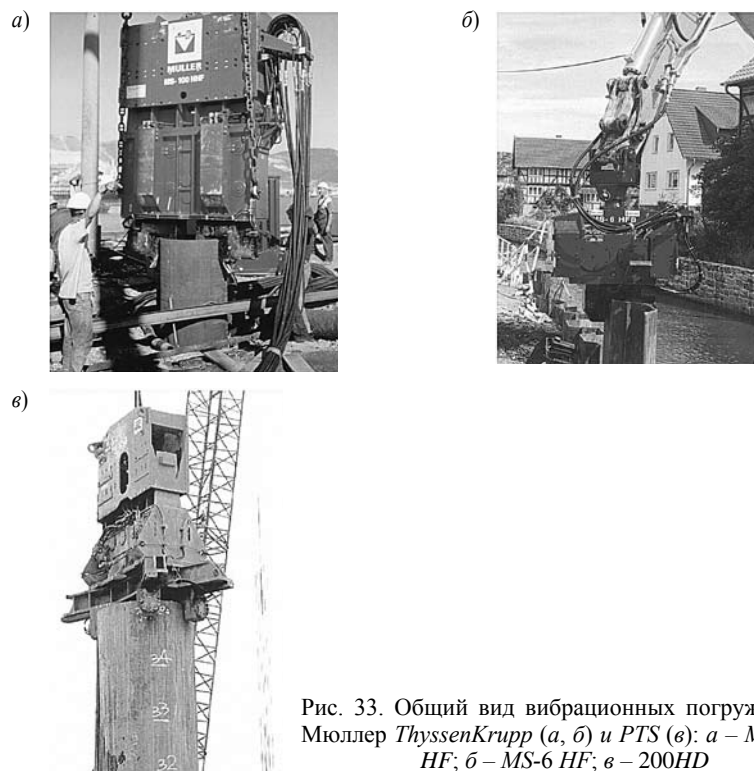 а)
б)
MÜLLER
MS-100 HHF
MS-6 HFB
в)
34
33
32
Рис. 33. Общий вид вибрационных погруж
Мюллер ThyssenKrupp (а, б) и PTS (в): а – M
HF; б – MS-6 HF; в – 200HD